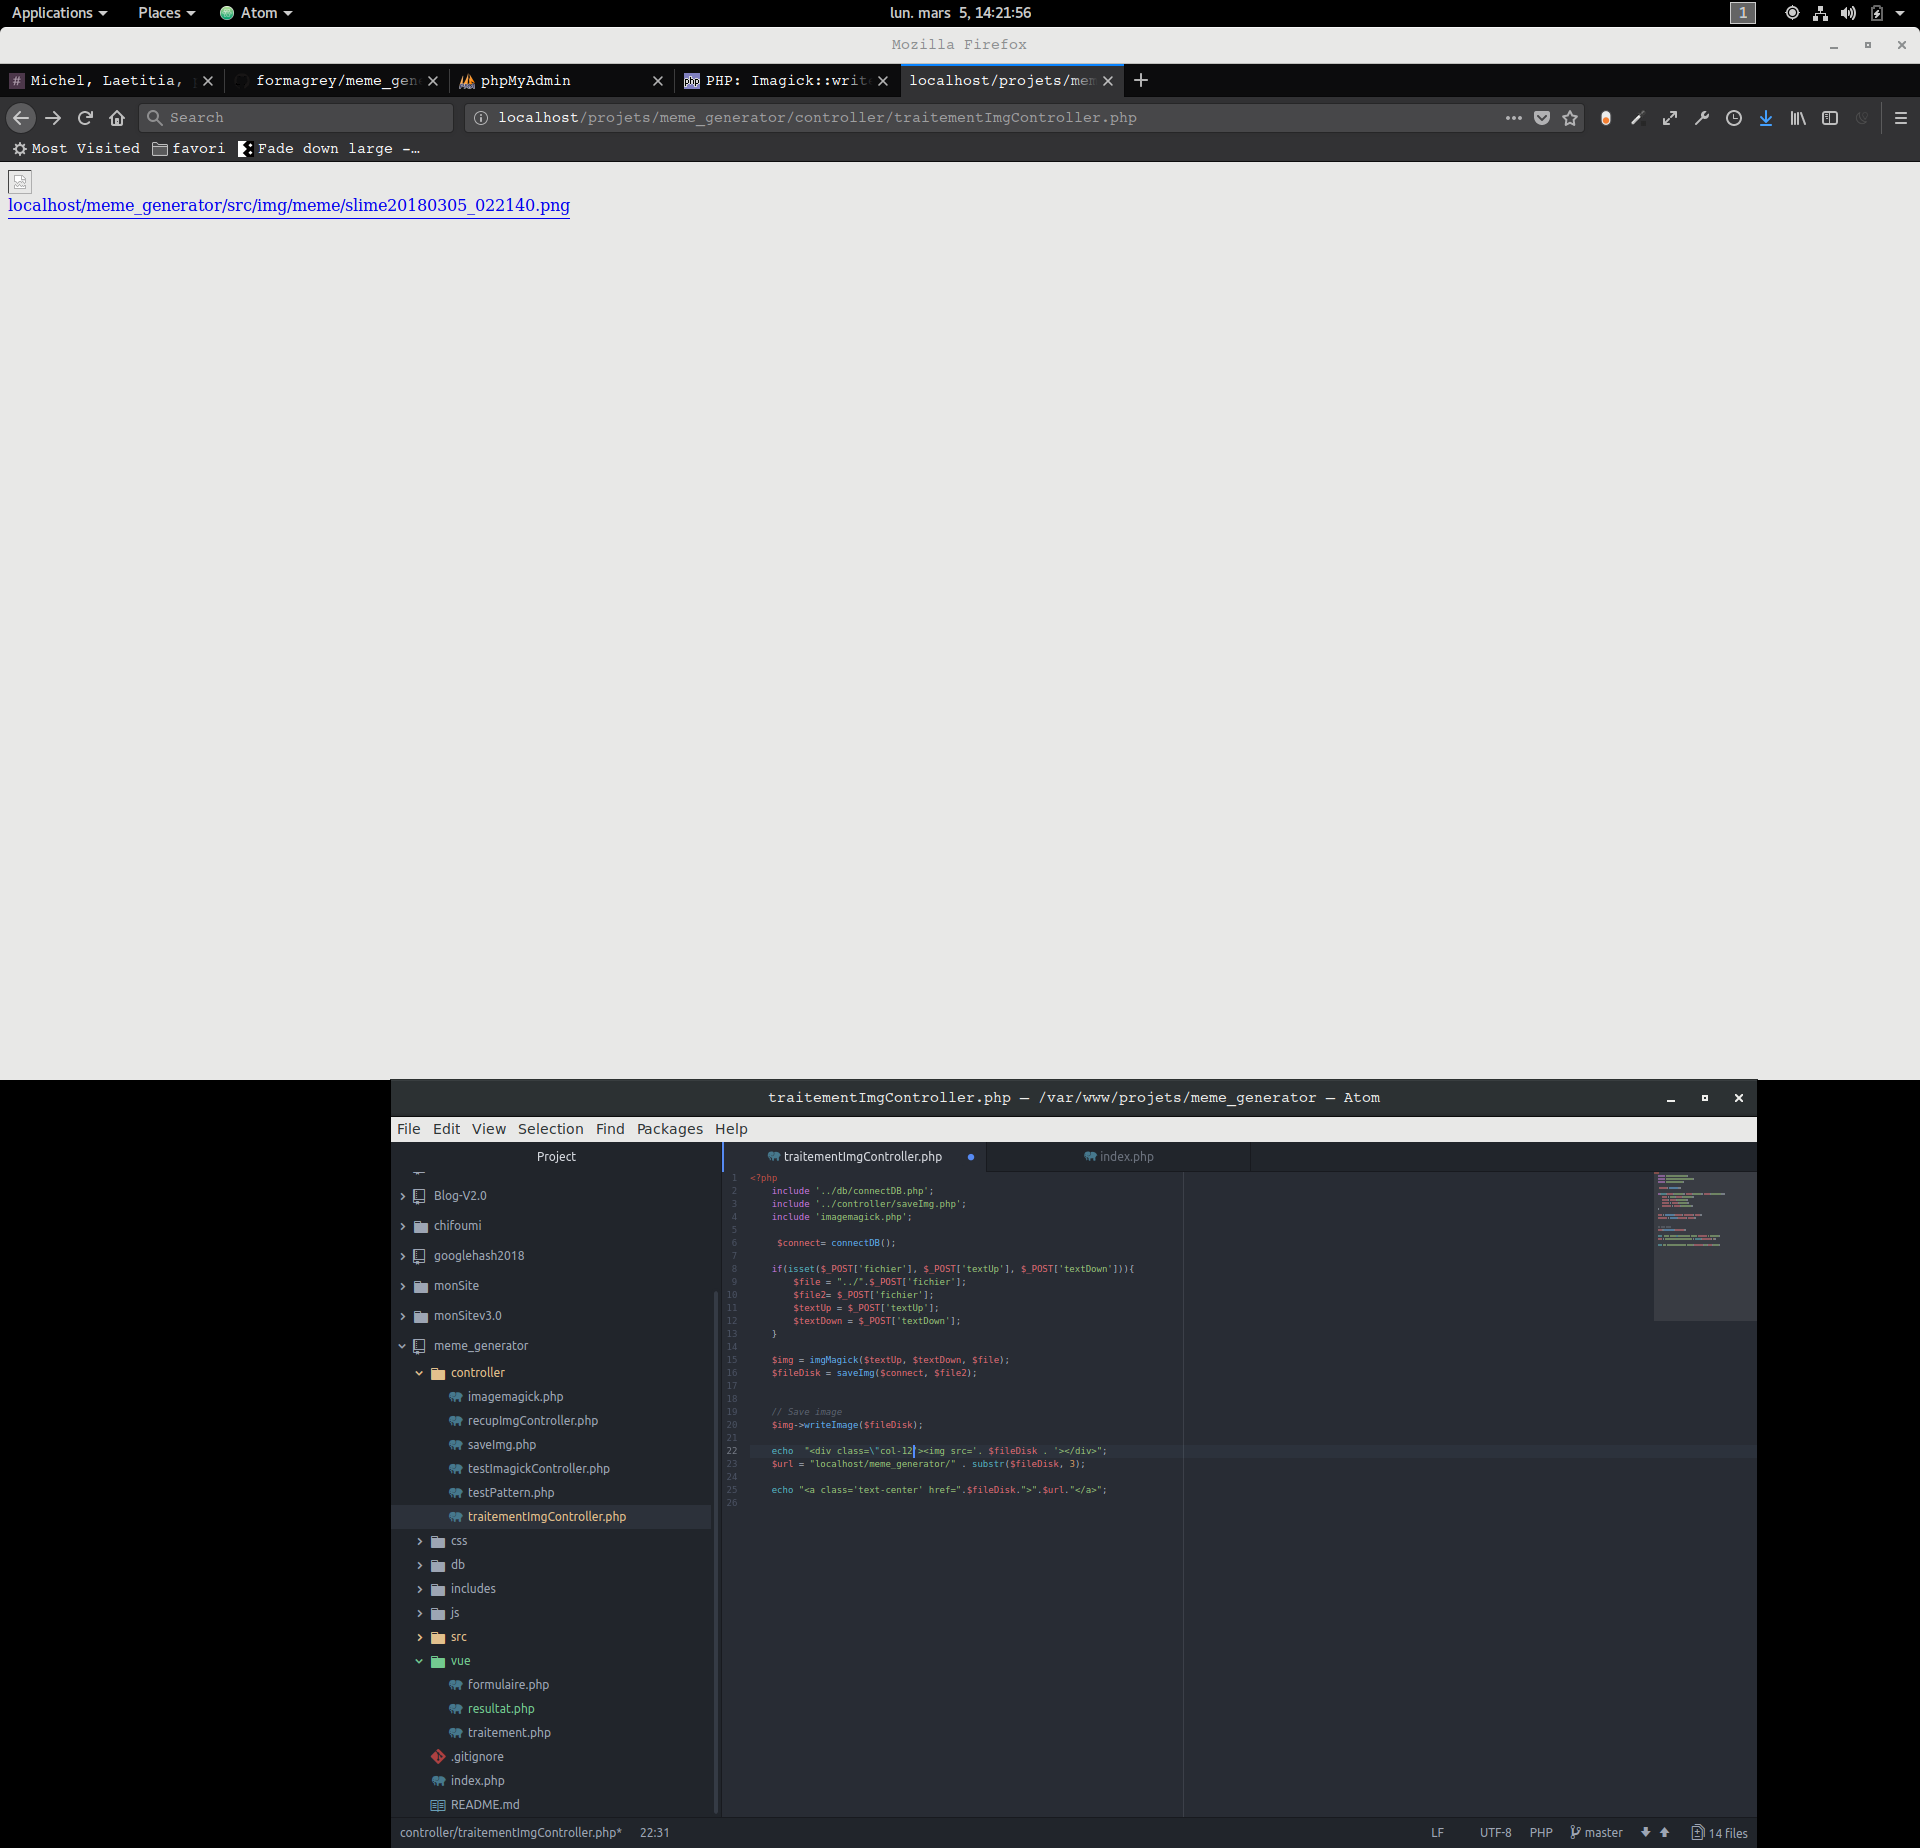 Applications Places Atom lun. mars 5, 14:21:56 1
Mozilla Firefox
# Michel, Laetitia, formagrey/meme_gen phpMyAdmin php PHP: Imagick::writ localhost/projets/mem
Search localhost/projets/meme_generator/controller/traitementImgController.php
Most Visited favori Fade down large -…
localhost/meme_generator/src/img/meme/slime20180305_022140.png
traitementImgController.php — /var/www/projets/meme_generator — Atom
File Edit View Selection Find Packages Help
Project traitementImgController.php index.php
Blog-V2.0
chifoumi
googlehash2018
monSite
monSitev3.0
meme_generator
controller
imagemagick.php
recupImgController.php
saveImg.php
testImagickController.php
testPattern.php
traitementImgController.php
css
db
includes
js
src
vue
formulaire.php
resultat.php
traitement.php
.gitignore
index.php
README.md
1 <?php
2 include '../db/connectDB.php';
3 include '../controller/saveImg.php';
4 include 'imagemagick.php';
5
6 $connect= connectDB();
7
8 if(isset($_POST['fichier'], $_POST['textUp'], $_POST['textDown'])){
9 $file = "../".$_POST['fichier'];
10 $file2= $_POST['fichier'];
11 $textUp = $_POST['textUp'];
12 $textDown = $_POST['textDown'];
13 }
14
15 $img = imgMagick($textUp, $textDown, $file);
16 $fileDisk = saveImg($connect, $file2);
17
18
19 // Save image
20 $img->writeImage($fileDisk);
21
22 echo "<div class=\"col-12'><img src='. $fileDisk . '></div>";
23 $url = "localhost/meme_generator/" . substr($fileDisk, 3);
24
25 echo "<a class='text-center' href=".$fileDisk.">".$url."</a>";
26
controller/traitementImgController.php* 22:31 LF UTF-8 PHP master 14 files